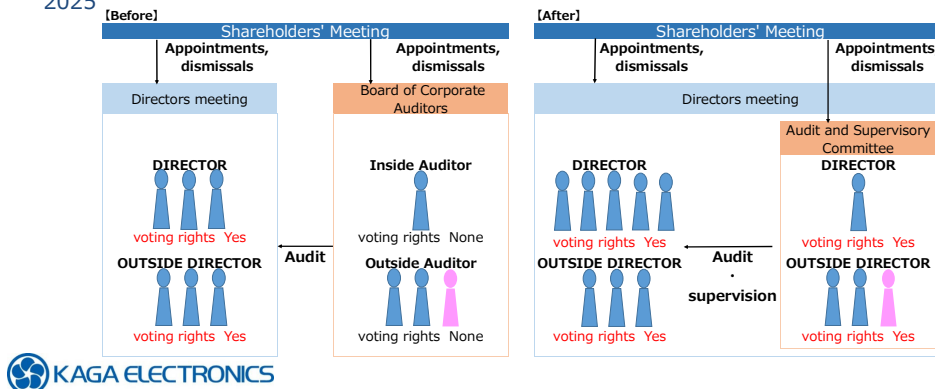 2025
【Before】
Shareholders' Meeting
Appointments,
dismissals
Appointments,
dismissals
Directors meeting
Board of Corporate
Auditors
DIRECTOR
voting rights Yes
OUTSIDE DIRECTOR
voting rights Yes
Audit
Inside Auditor
voting rights None
Outside Auditor
voting rights None
【After】
Shareholders' Meeting
Appointments,
dismissals
Appointments,
dismissals
Directors meeting
Audit and Supervisory
Committee
DIRECTOR
voting rights Yes
OUTSIDE DIRECTOR
voting rights Yes
Audit
・
supervision
DIRECTOR
voting rights Yes
OUTSIDE DIRECTOR
voting rights Yes
KAGA ELECTRONICS